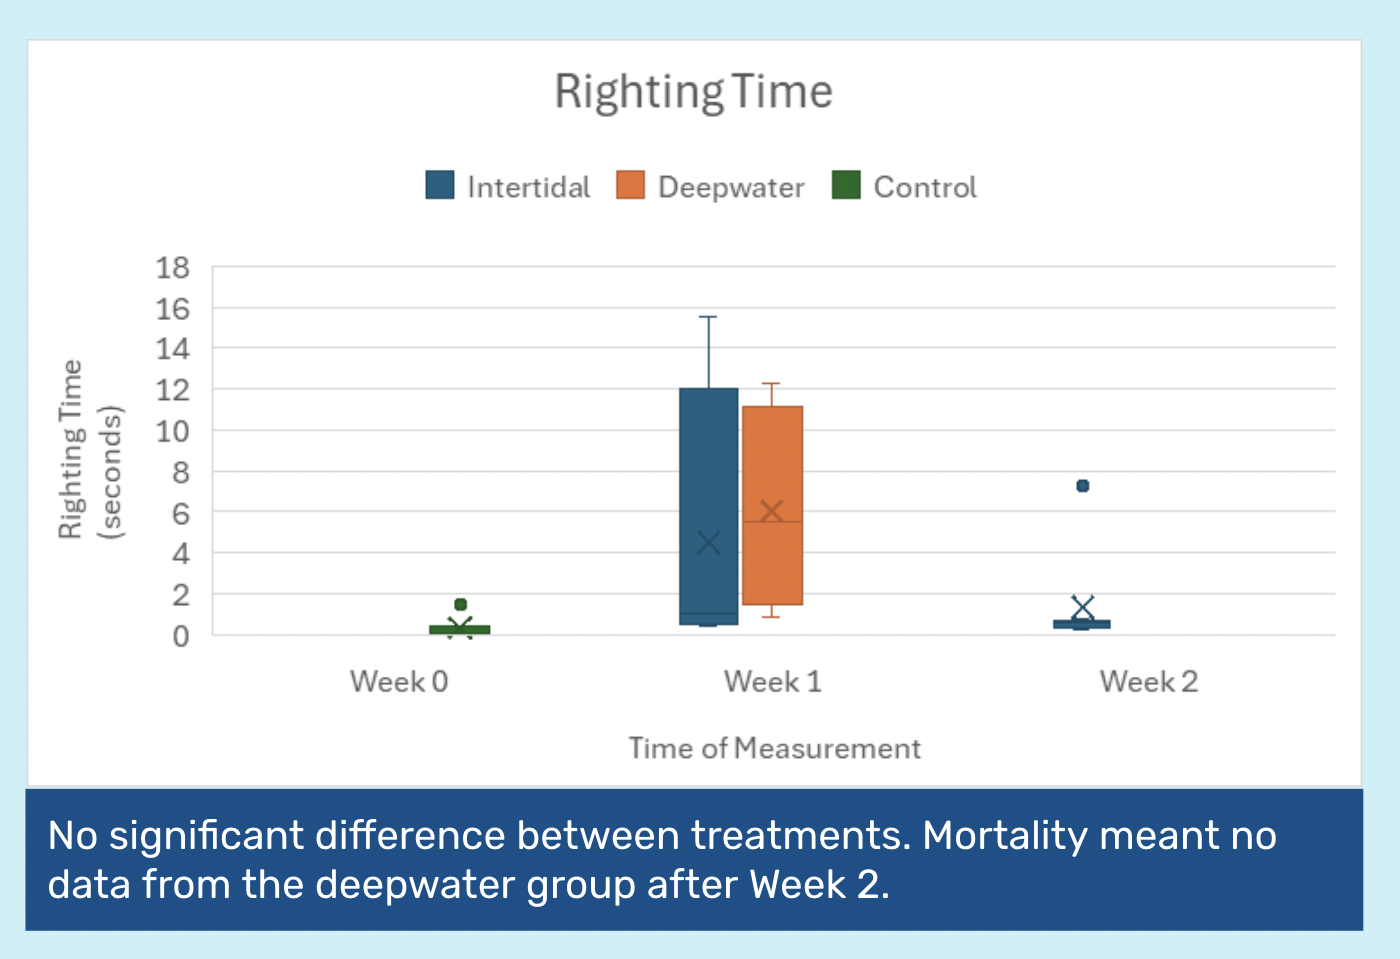 Righting Time
Intertidal Deepwater Control
18
16
14
12
10
8
6
4
2
0
Righting Time
(seconds)
Week 0 Week 1 Week 2
Time of Measurement
No significant difference between treatments. Mortality meant no
data from the deepwater group after Week 2.